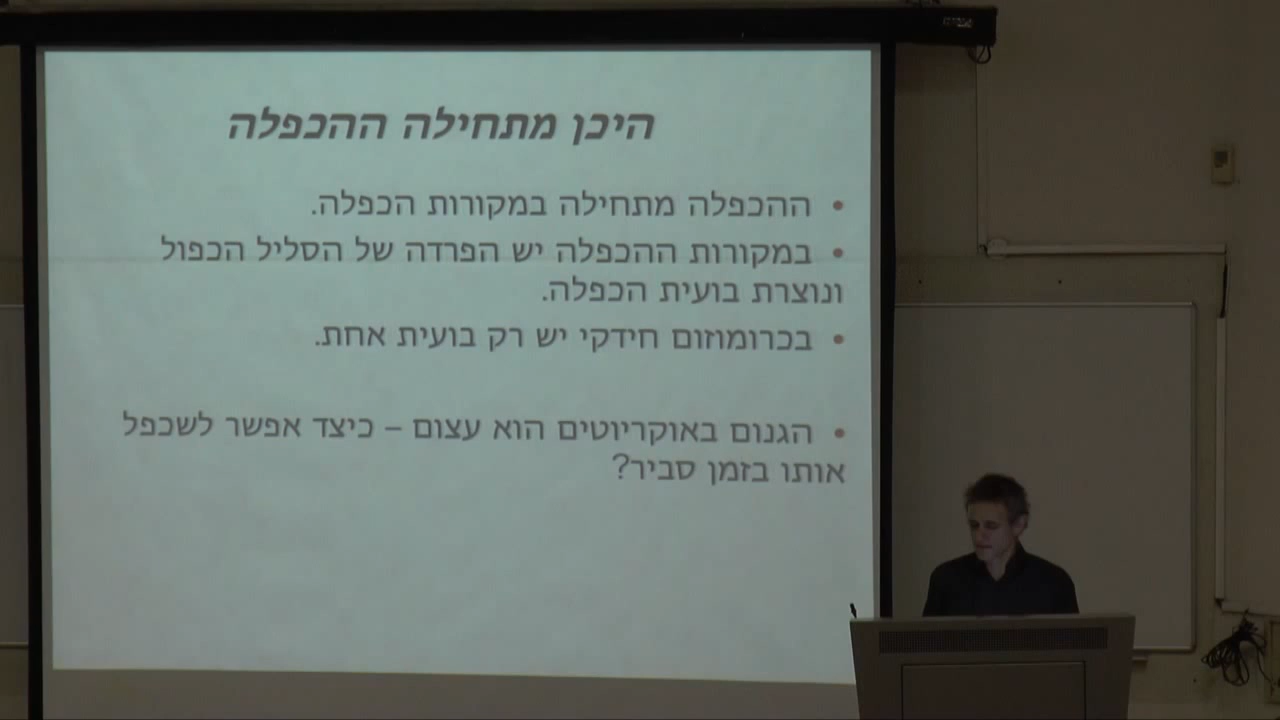 היכן מתחילה ההכפלה
• ההכפלה מתחילה במקורות הכפלה.
• במקורות ההכפלה יש הפרדה של הסליל הכפול
ונוצרת בועית הכפלה.
• בכרומוזום חידקי יש רק בועית אחת.
• הגנום באוקריוטים הוא עצום – כיצד אפשר לשכפל
אותו בזמן סביר?